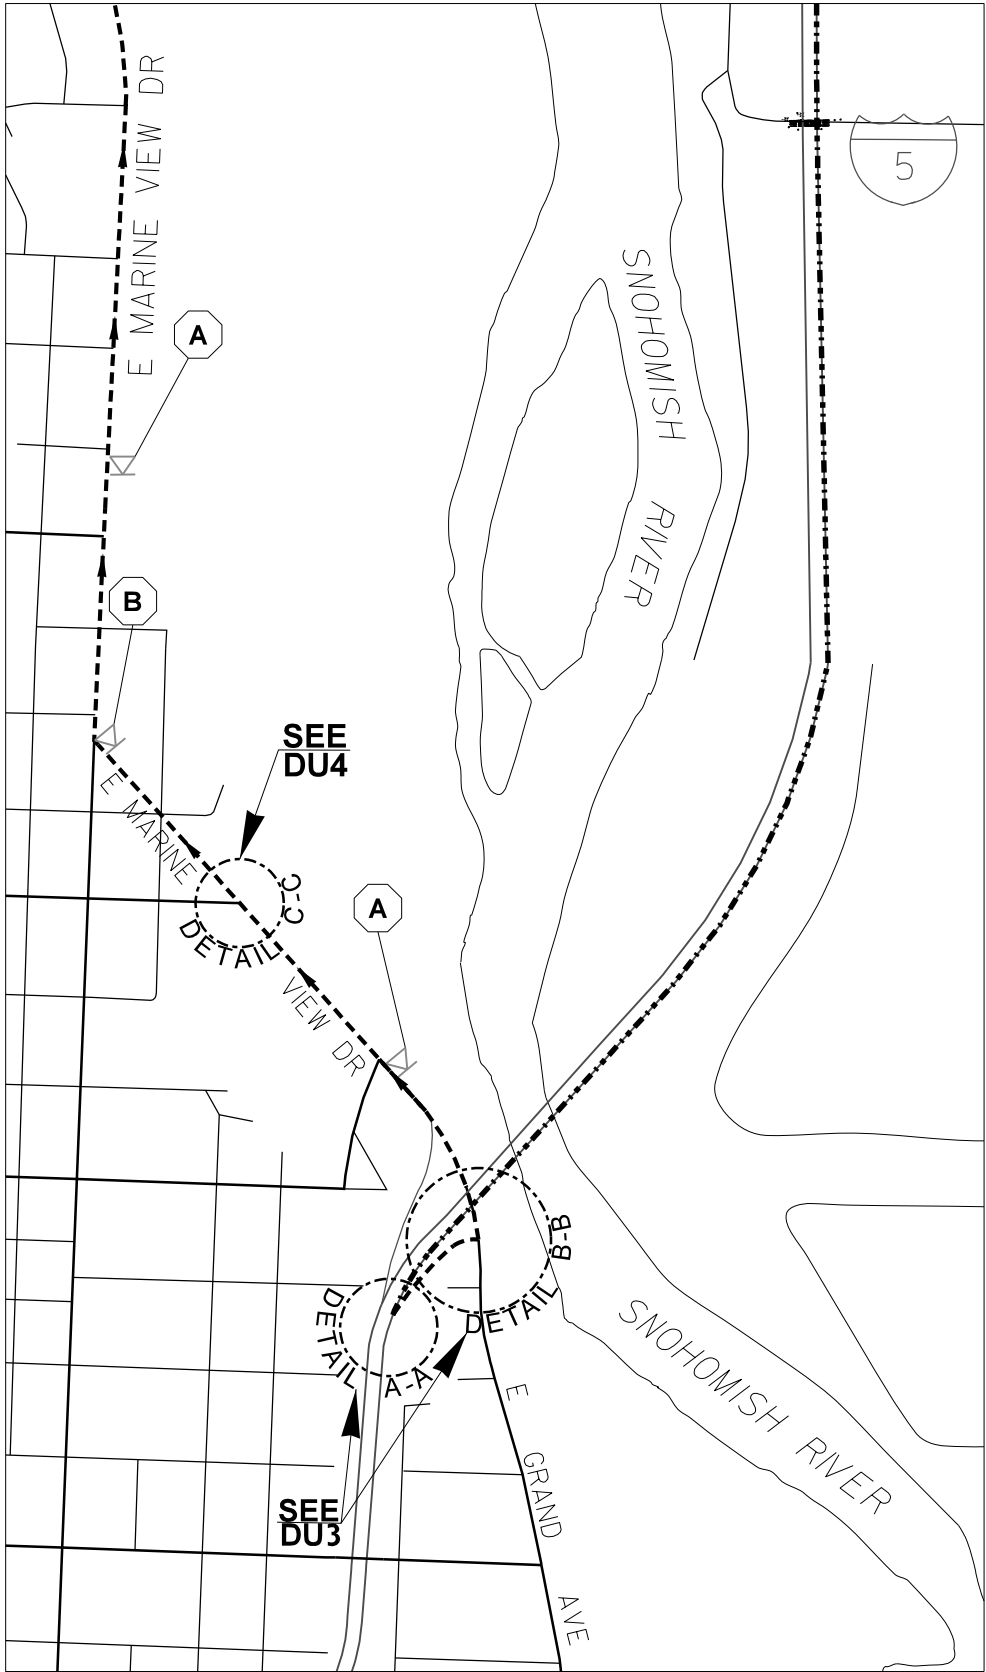 E MARINE VIEW DR
5
A
SNOHOMISH
RIVER
B
SEE
DU4
E MARINE
VIEW DR
DETAIL
C-C
A
DETAIL
B-B
DETAIL
A-A
SNOHOMISH RIVER
SEE
DU3
E GRAND AVE